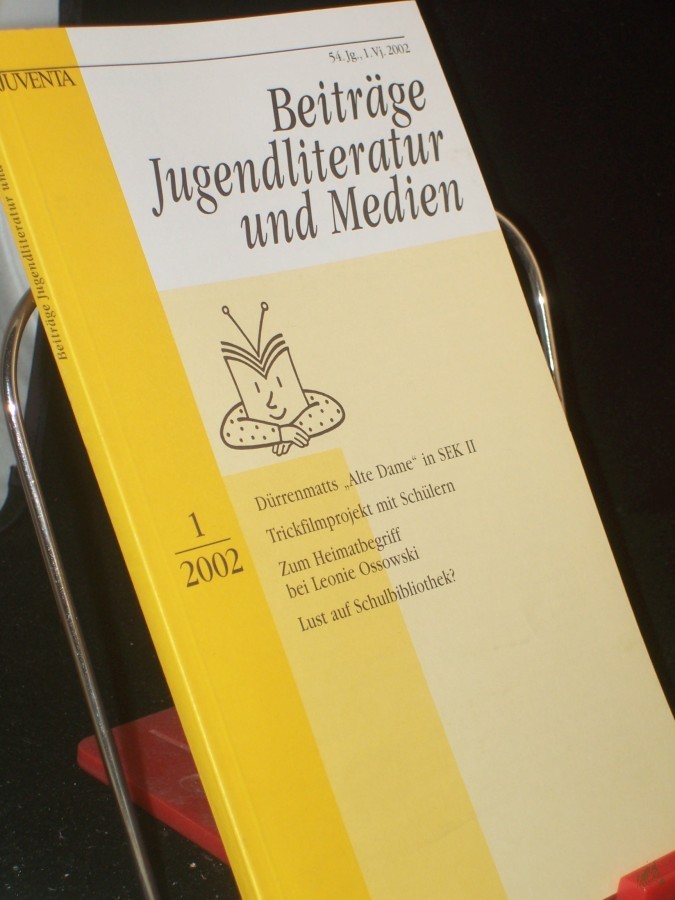 JUVENTA
54. Jg., 1. Vj. 2002
Beiträge
Jugendliteratur
und Medien
Beiträge Jugendliteratur und
1
2002
Dürrenmatts „Alte Dame“ in SEK II
Trickfilmprojekt mit Schülern
Zum Heimatbegriff
bei Leonie Ossowski
Lust auf Schulbibliothek?